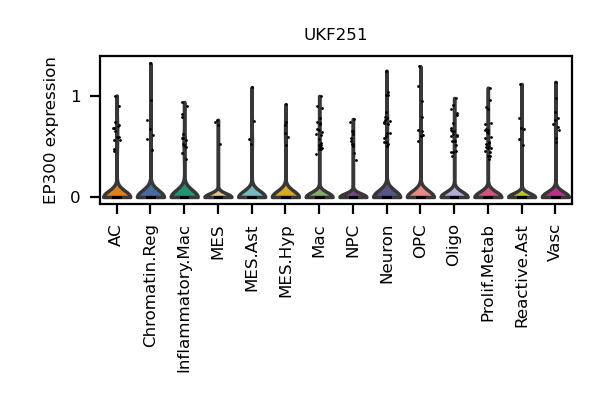 UKF251
EP300 expression
1
0
AC
Chromatin.Reg
Inflammatory.Mac
MES
MES.Ast
MES.Hyp
Mac
NPC
Neuron
OPC
Oligo
Prolif.Metab
Reactive.Ast
Vasc